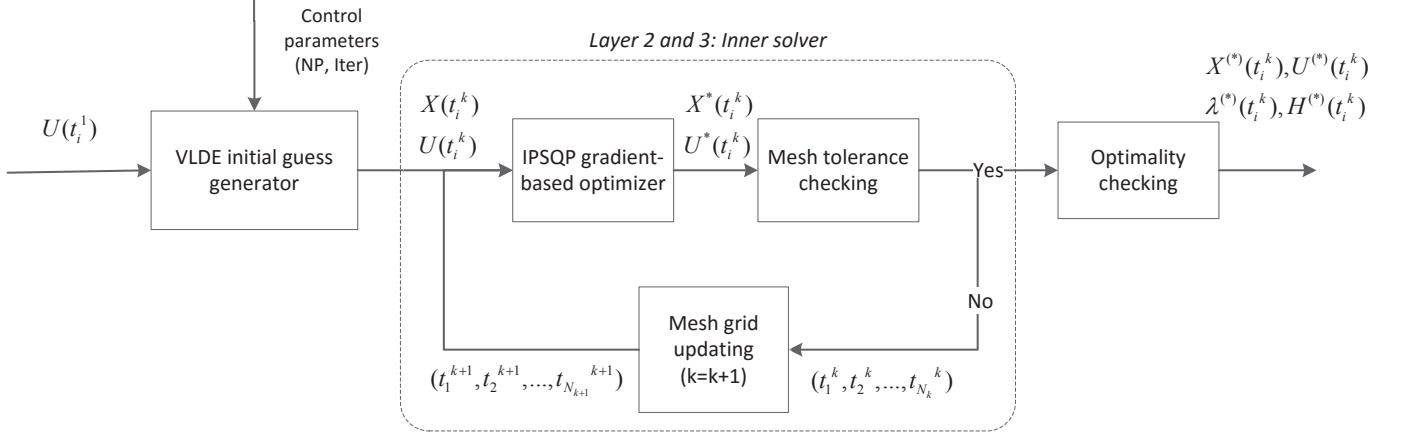 Control
parameters
(NP, Iter)
Layer 2 and 3: Inner solver
U(t_i^1)
VLDE initial guess
generator
X(t_i^k)
U(t_i^k)
IPSQP gradient-
based optimizer
X^*(t_i^k)
U^*(t_i^k)
Mesh tolerance
checking
Yes
Optimality
checking
X^{(*)}(t_i^k), U^{(*)}(t_i^k)
λ^{(*)}(t_i^k), H^{(*)}(t_i^k)
No
Mesh grid
updating
(k=k+1)
(t_1^{k+1}, t_2^{k+1}, ..., t_{N_{k+1}}^{k+1})
(t_1^k, t_2^k, ..., t_{N_k}^k)